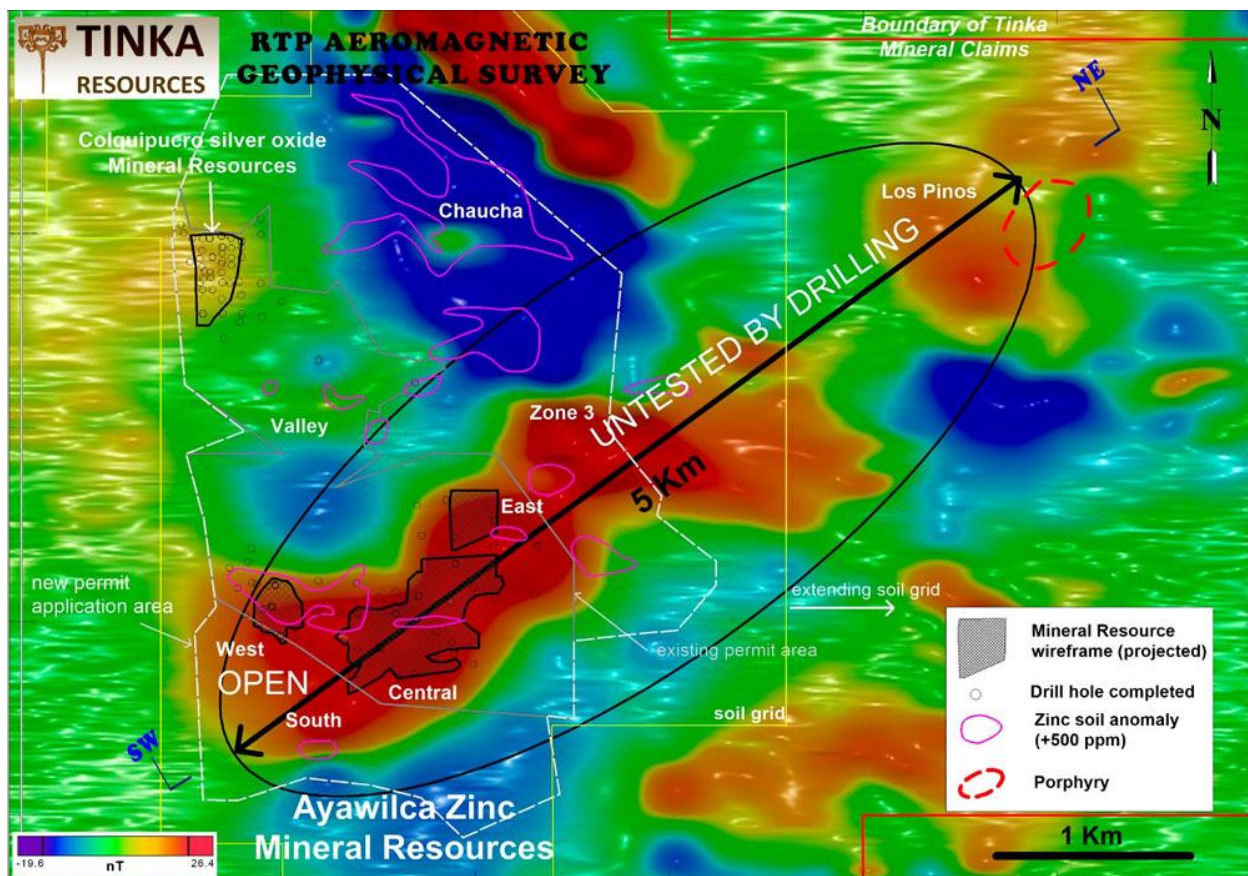 TINKA
RESOURCES
RTP AEROMAGNETIC
GEOPHYSICAL SURVEY
Boundary of Tinka
Mineral Claims
NE
N
Colquipucro silver oxide
Mineral Resources
Chaucha
Los Pinos
UNTESTED BY DRILLING
5 Km
Zone 3
Valley
East
new permit
application area
extending soil grid
existing permit area
West
OPEN
Central
South
soil grid
SW
Ayawilca Zinc
Mineral Resources
Mineral Resource
wireframe (projected)
Drill hole completed
Zinc soil anomaly
(+500 ppm)
Porphyry
1 Km
-19.6
nT
26.4